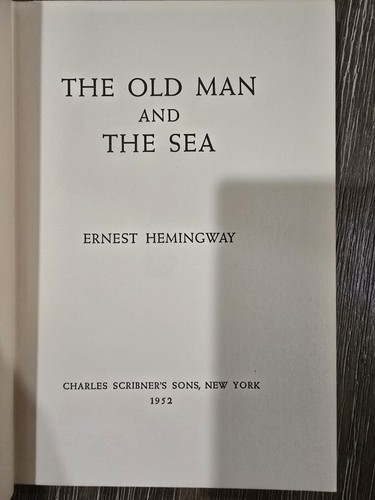 THE OLD MAN
AND
THE SEA
ERNEST HEMINGWAY
CHARLES SCRIBNER'S SONS, NEW YORK
1952